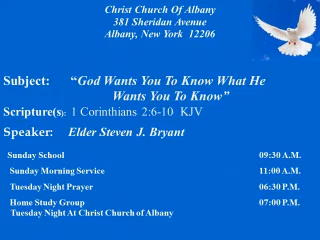 Christ Church Of Albany
381 Sheridan Avenue
Albany, New York 12206
Subject: “God Wants You To Know What He
Wants You To Know”
Scripture(s): 1 Corinthians 2:6-10 KJV
Speaker: Elder Steven J. Bryant
Sunday School 09:30 A.M.
Sunday Morning Service 11:00 A.M.
Tuesday Night Prayer 06:30 P.M.
Home Study Group 07:00 P.M.
Tuesday Night At Christ Church of Albany